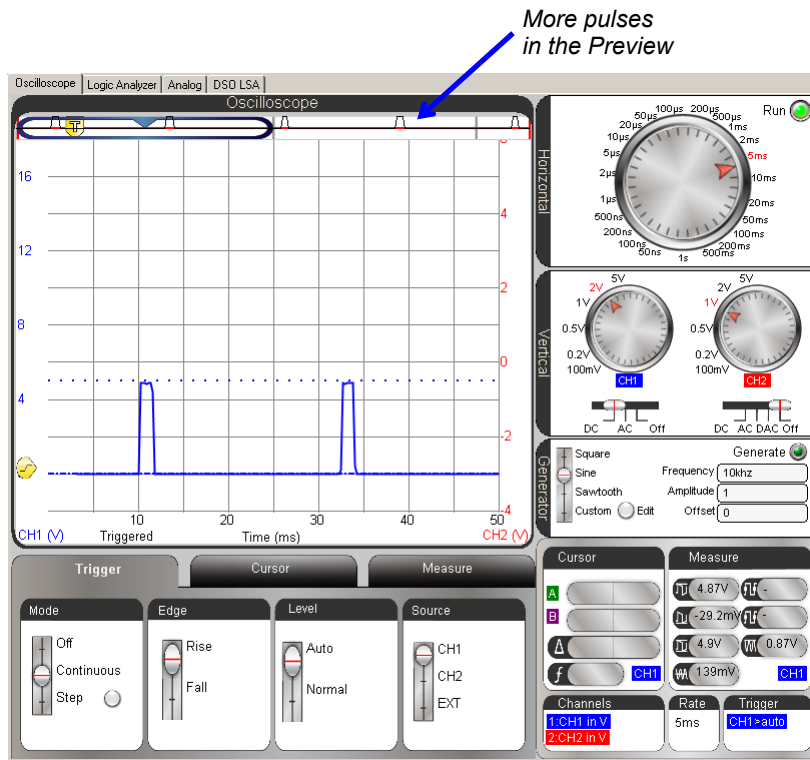 More pulses
in the Preview
Oscilloscope Logic Analyzer Analog DSO LSA
Oscilloscope
T
16
12
8
4
4
2
0
-2
-4
10 20 30 40 50
CH1 (V) Triggered Time (ms) CH2 (V)
Horizontal
Run
50µs 100µs 200µs 500µs
20µs 1ms
10µs 2ms
5µs 5ms
2µs 10ms
1µs 20ms
500ns 50ms
200ns 100ms
100ns 200ms
50ns 1s 500ms
Vertical
2V 5V
1V
0.5V
0.2V
100mV
CH1
DC AC Off
2V 5V
1V
0.5V
0.2V
100mV
CH2
DC AC DAC Off
Generator
Square
Sine
Sawtooth
Custom Edit
Generate
Frequency 10khz
Amplitude 1
Offset 0
Trigger Cursor Measure
Mode
Off
Continuous
Step
Edge
Rise
Fall
Level
Auto
Normal
Source
CH1
CH2
EXT
Cursor
A
B
Δ
f CH1
Measure
4.87V -
-29.2mV -
4.9V 0.87V
139mV CH1
Channels
1:CH1 in V
2:CH2 in V
Rate
5ms
Trigger
CH1>auto